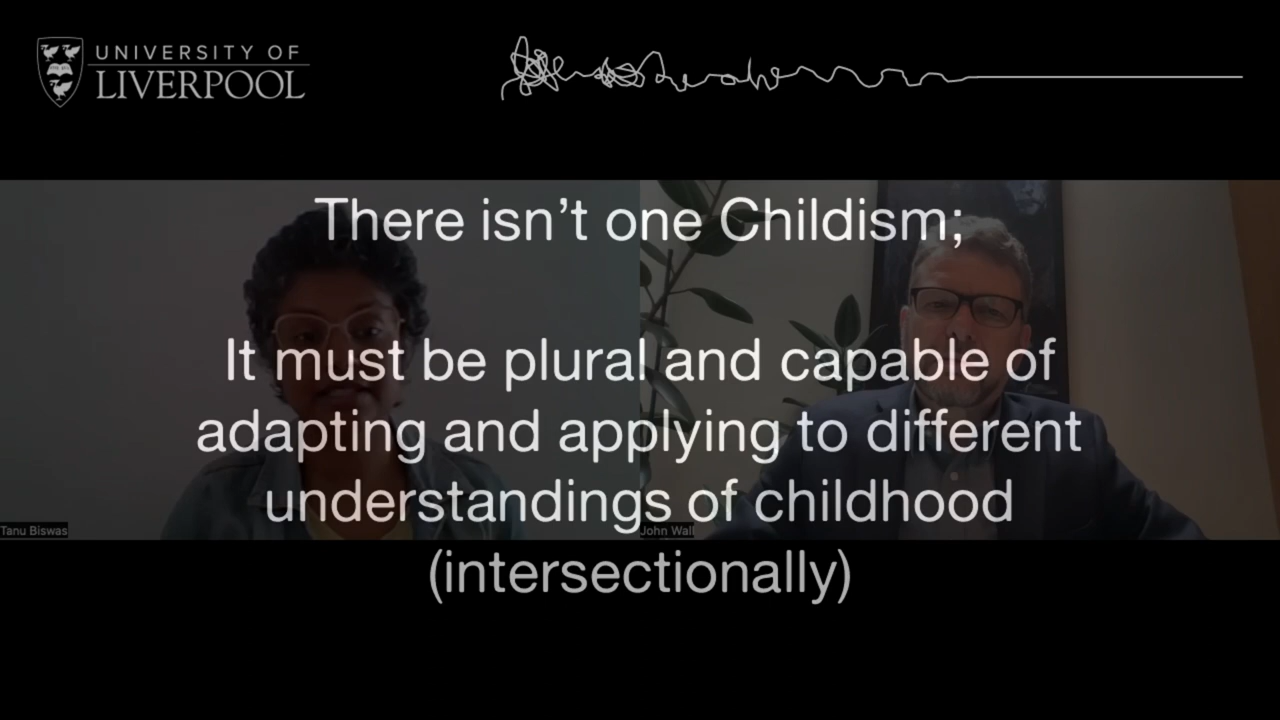 UNIVERSITY OF
LIVERPOOL
There isn’t one Childism;
It must be plural and capable of
adapting and applying to different
understandings of childhood
(intersectionally)
Tanu Biswas
John Wall